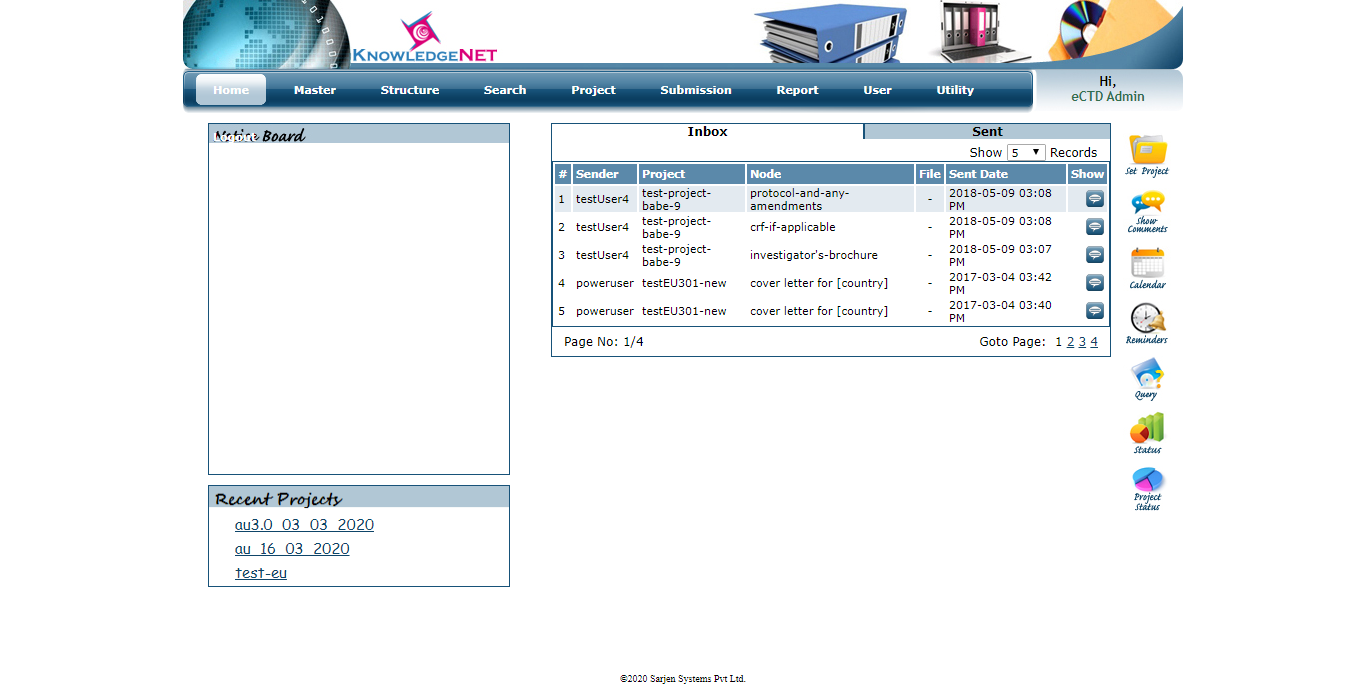 KNOWLEDGENET
Home Master Structure Search Project Submission Report User Utility
Hi,
eCTD Admin
Notice Board
Logout
Inbox Sent
Show 5 Records
# Sender Project Node File Sent Date Show
1 testUser4 test-project-babe-9 protocol-and-any-amendments - 2018-05-09 03:08 PM
2 testUser4 test-project-babe-9 crf-if-applicable - 2018-05-09 03:08 PM
3 testUser4 test-project-babe-9 investigator's-brochure - 2018-05-09 03:07 PM
4 poweruser testEU301-new cover letter for [country] - 2017-03-04 03:42 PM
5 poweruser testEU301-new cover letter for [country] - 2017-03-04 03:40 PM
Page No: 1/4 Goto Page: 1 2 3 4
Set Project
Show
Comments
Calendar
Reminders
Query
Status
Project
Status
Recent Projects
au3.0_03_03_2020
au_16_03_2020
test-eu
©2020 Sarjen Systems Pvt Ltd.